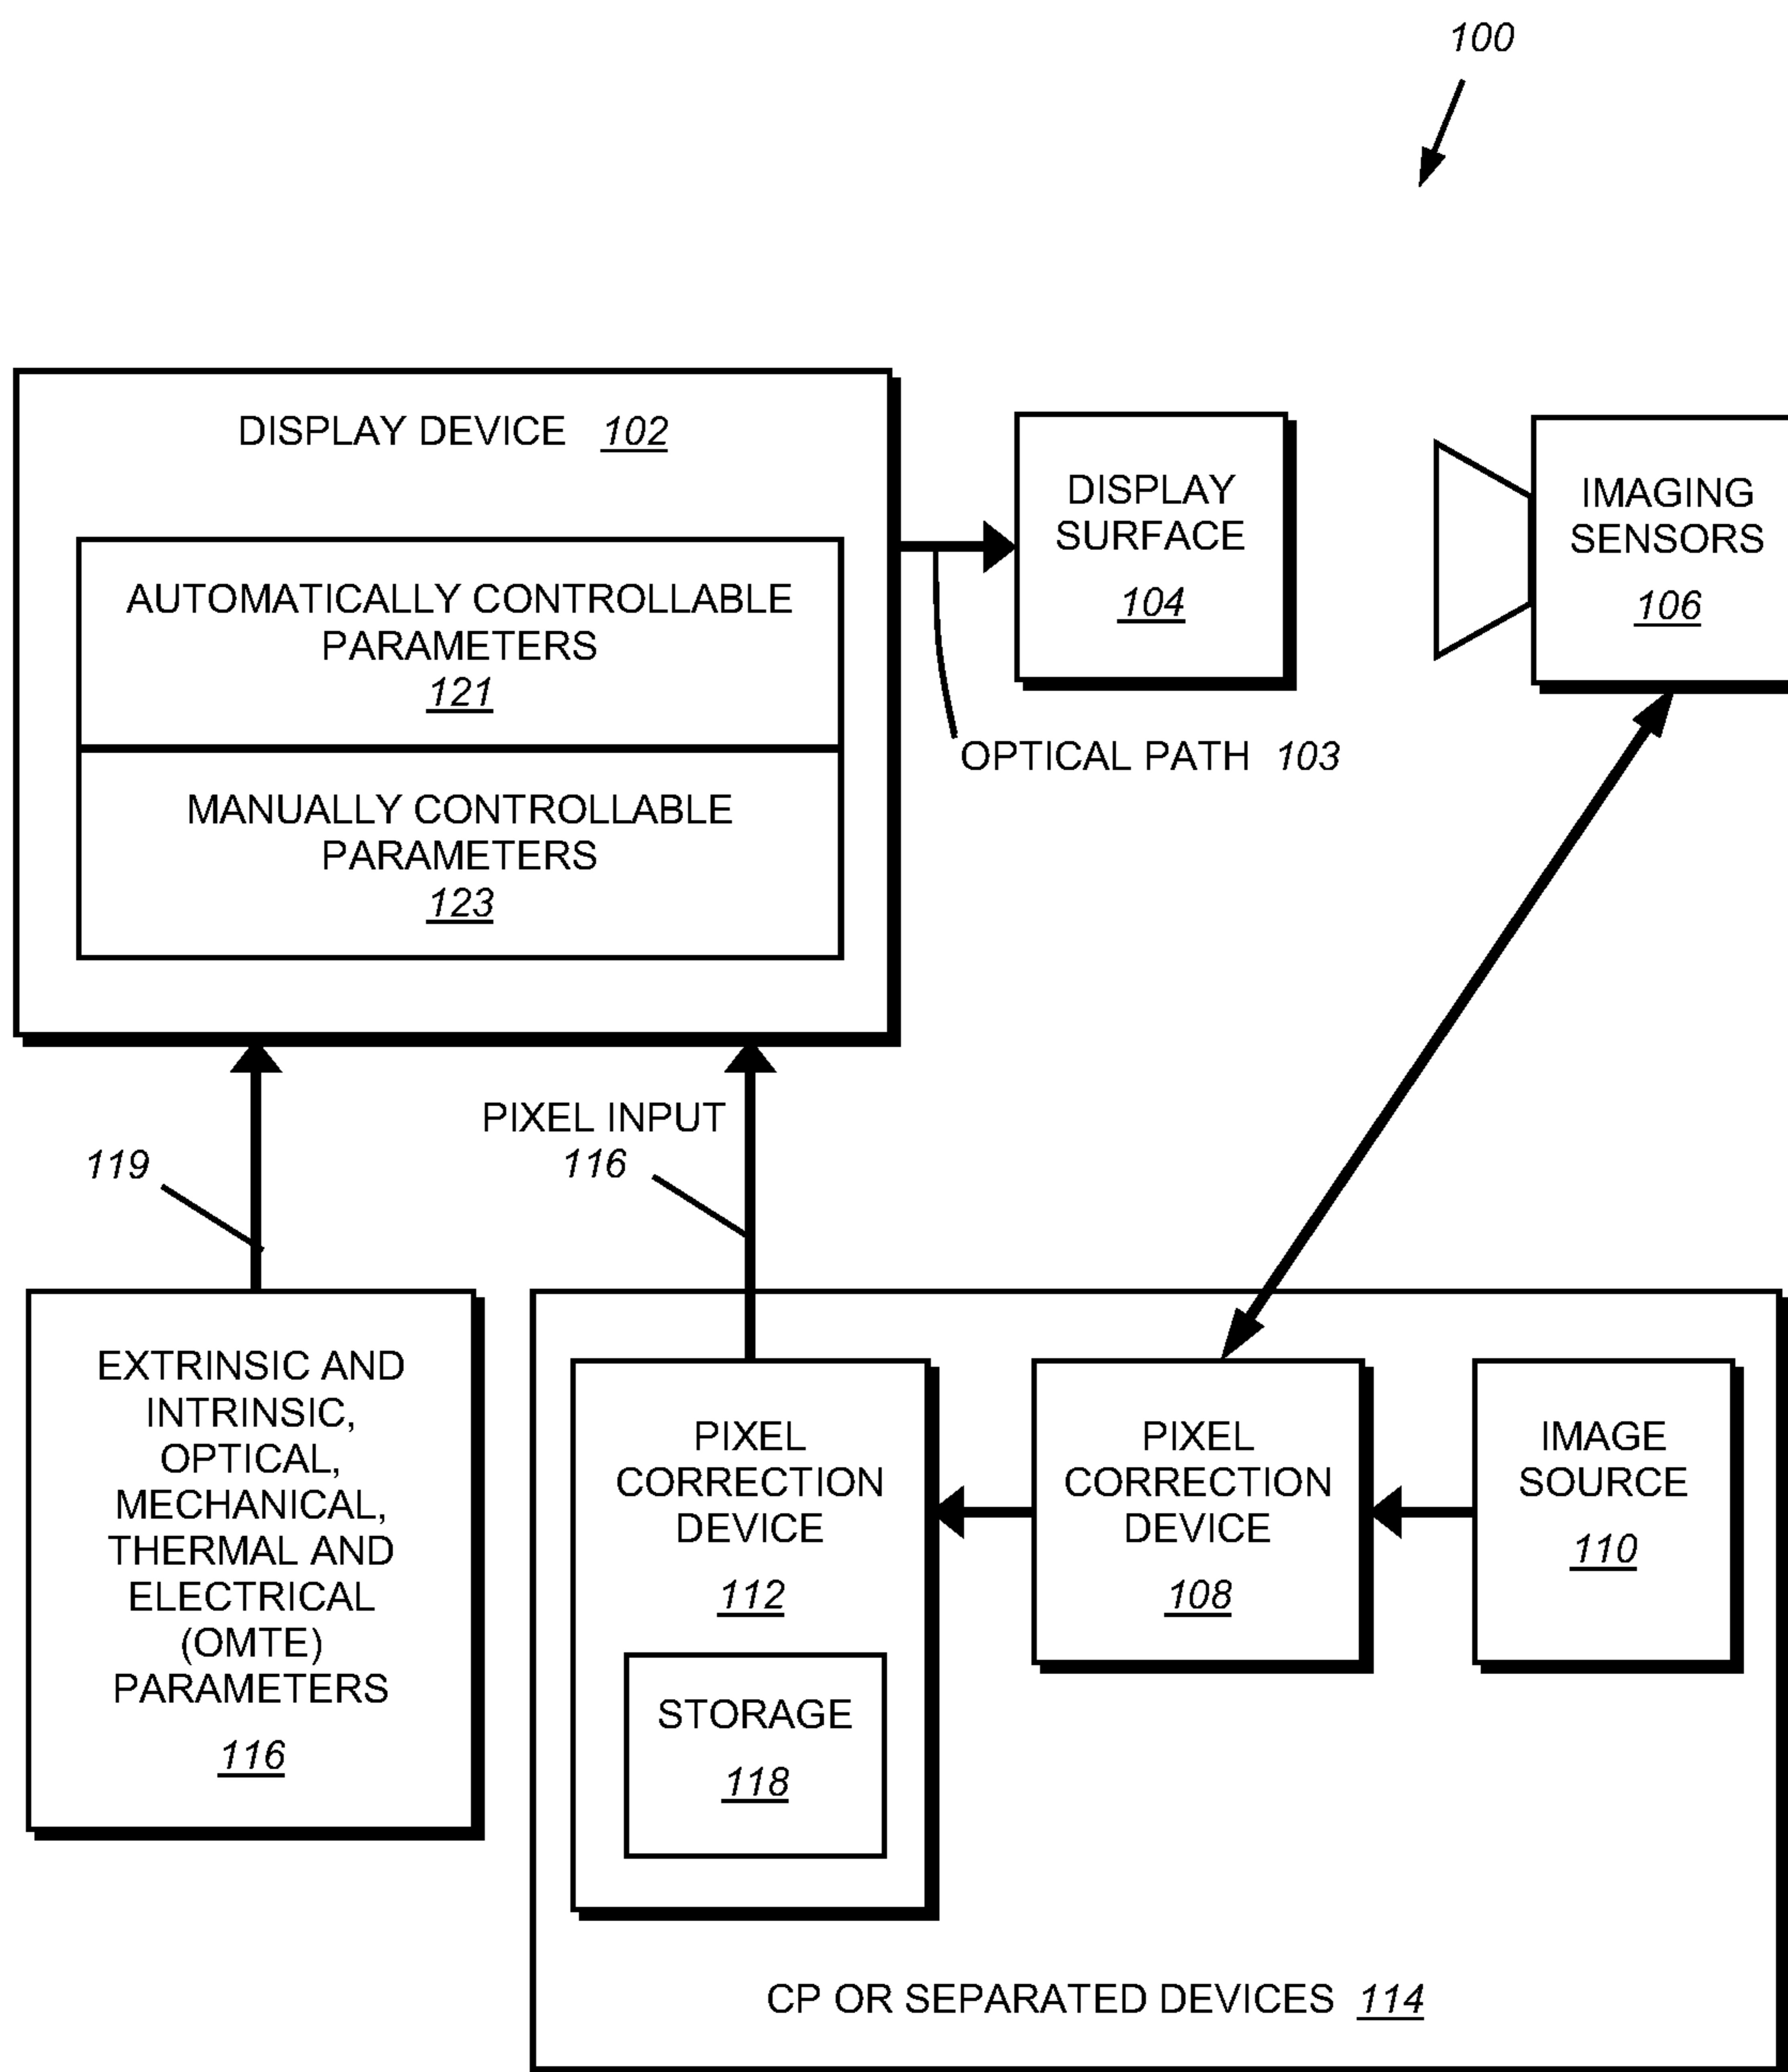 100
DISPLAY DEVICE 102
AUTOMATICALLY CONTROLLABLE
PARAMETERS
121
MANUALLY CONTROLLABLE
PARAMETERS
123
DISPLAY
SURFACE
104
OPTICAL PATH 103
IMAGING
SENSORS
106
119
PIXEL INPUT
116
EXTRINSIC AND
INTRINSIC,
OPTICAL,
MECHANICAL,
THERMAL AND
ELECTRICAL
(OMTE)
PARAMETERS
116
PIXEL
CORRECTION
DEVICE
112
STORAGE
118
PIXEL
CORRECTION
DEVICE
108
IMAGE
SOURCE
110
CP OR SEPARATED DEVICES 114